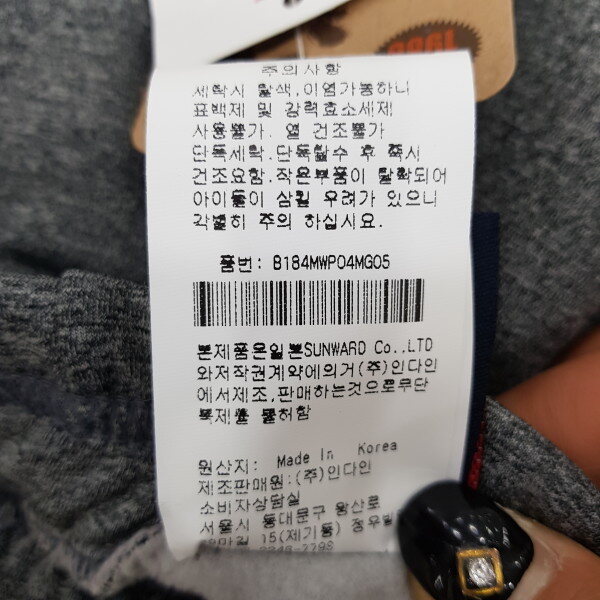 1990
주의사항
세탁시 탈색,이염가능하니
표백제 및 강력효소세제
사용불가. 열 건조불가
단독세탁.단독탈수 후 즉시
건조요함.작은부품이 탈착되어
아이들이 삼킬 우려가 있으니
각별히 주의 하십시요.
품번: B184MWP04MG05
본제품은일본SUNWARD Co.,LTD
와저작권계약에의거(주)인다인
에서제조,판매하는것으로무단
복제를 불허함
원산지: Made In Korea
제조판매원:(주)인다인
소비자상담실
서울시 동대문구 왕산로
15(제기동) 정우빌